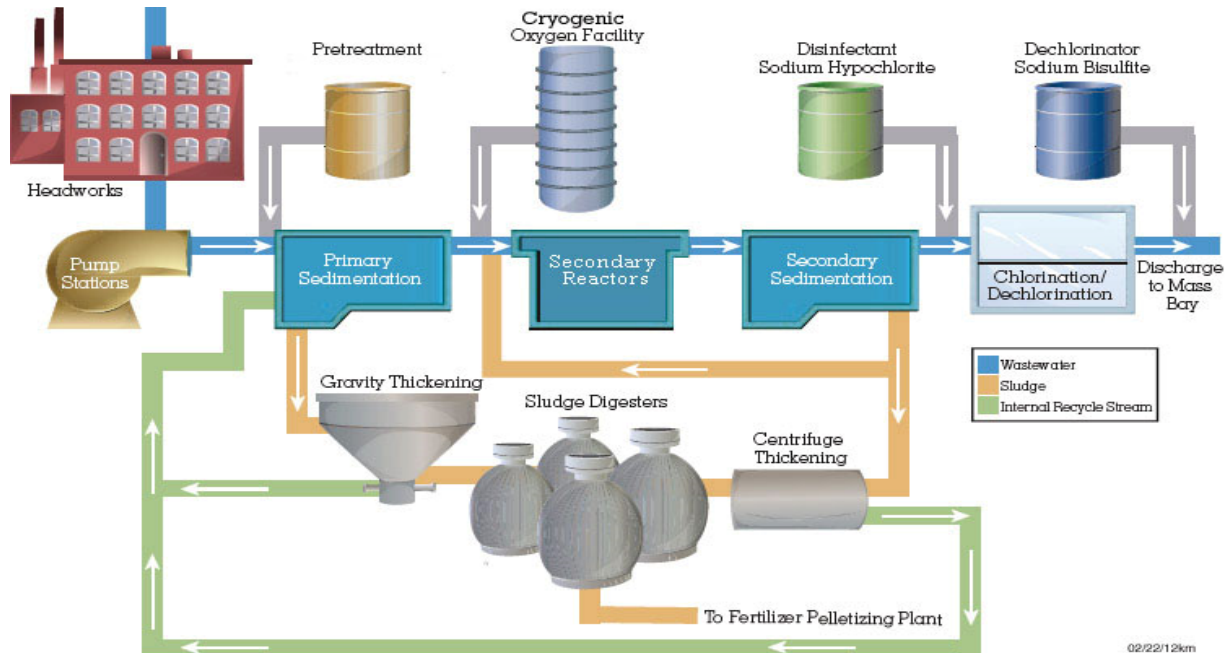 Cryogenic
Oxygen Facility
Pretreatment
Disinfectant
Sodium Hypochlorite
Dechlorinator
Sodium Bisulfite
Headworks
Pump
Stations
Primary
Sedimentation
Secondary
Reactors
Secondary
Sedimentation
Chlorination/
Dechlorination
Discharge
to Mass
Bay
Wastewater
Sludge
Internal Recycle Stream
Gravity Thickening
Sludge Digesters
Centrifuge
Thickening
To Fertilizer Pelletizing Plant
02/22/12km